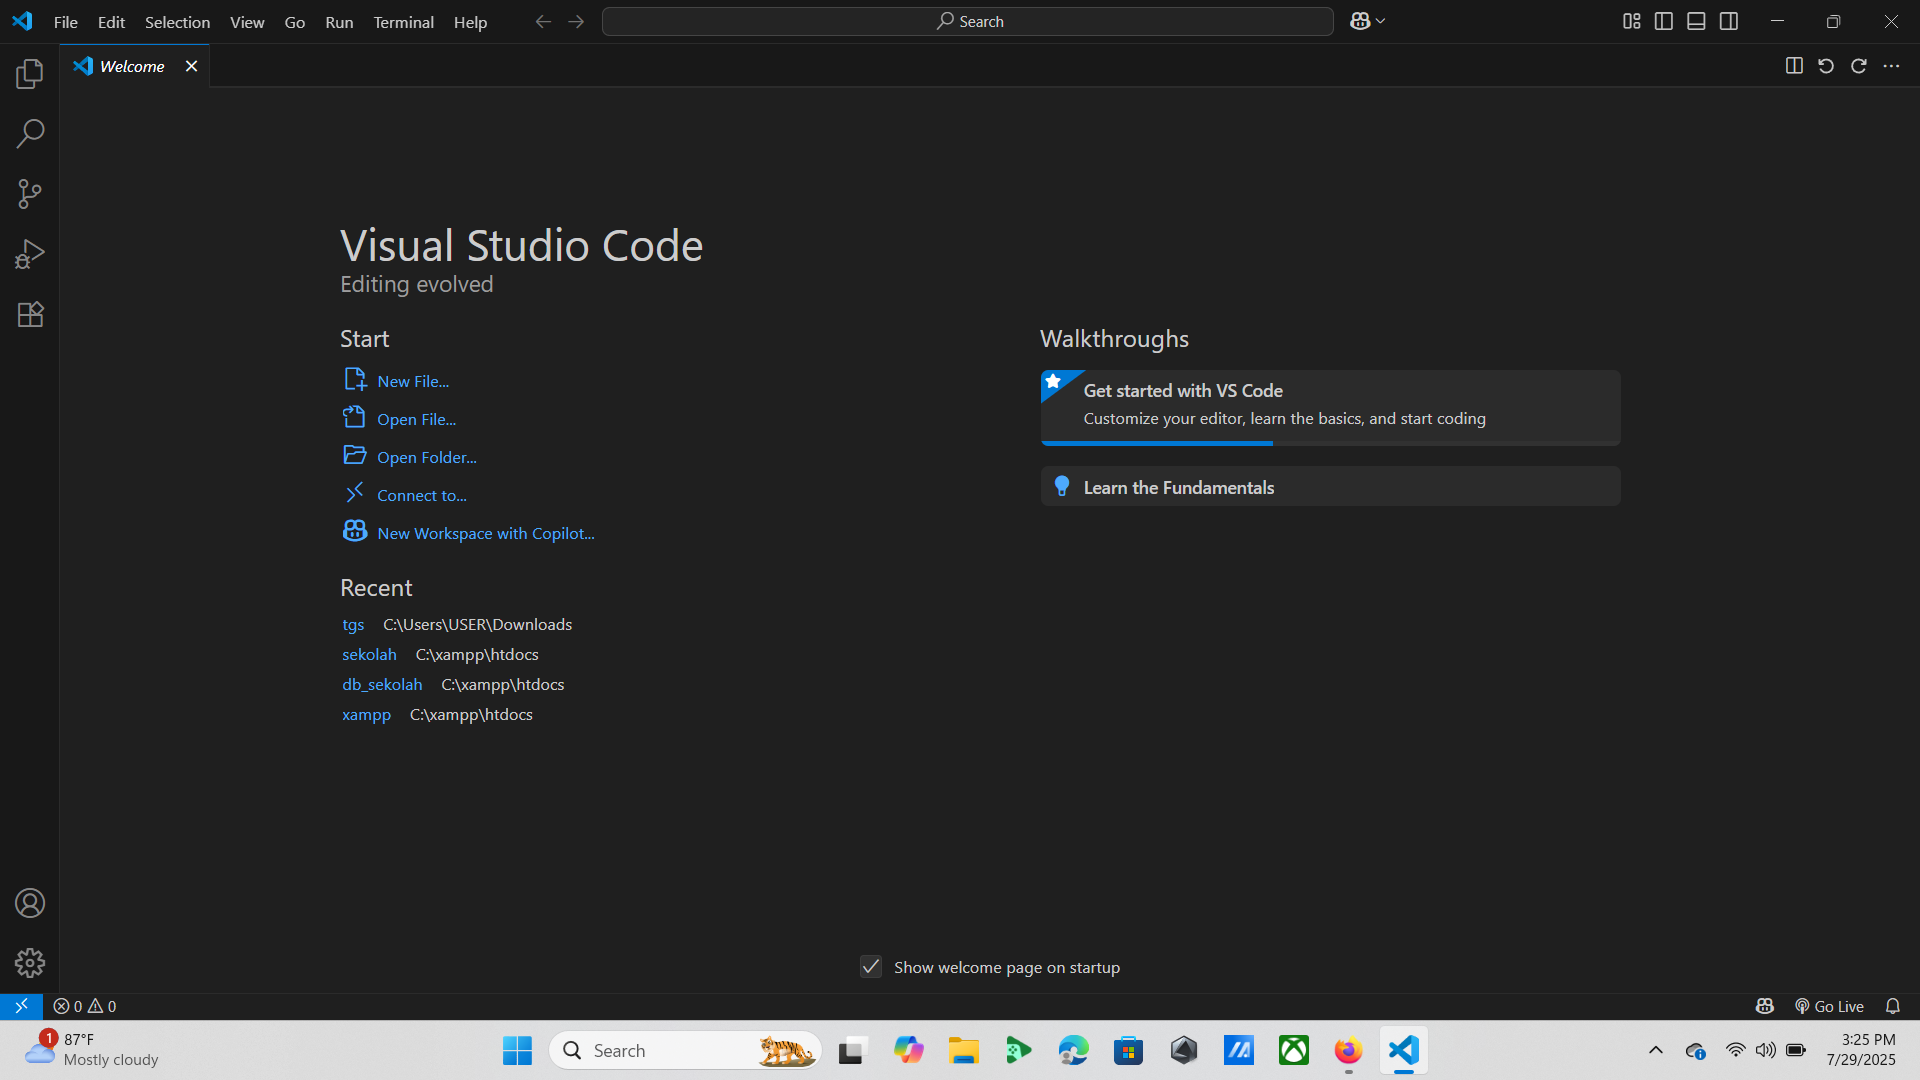 File Edit Selection View Go Run Terminal Help
Search
Welcome
Visual Studio Code
Editing evolved
Start
New File...
Open File...
Open Folder...
Connect to...
New Workspace with Copilot...
Recent
tgs C:\Users\USER\Downloads
sekolah C:\xampp\htdocs
db_sekolah C:\xampp\htdocs
xampp C:\xampp\htdocs
Walkthroughs
Get started with VS Code
Customize your editor, learn the basics, and start coding
Learn the Fundamentals
Show welcome page on startup
0 0
Go Live
1
87°F
Mostly cloudy
Search
3:25 PM
7/29/2025